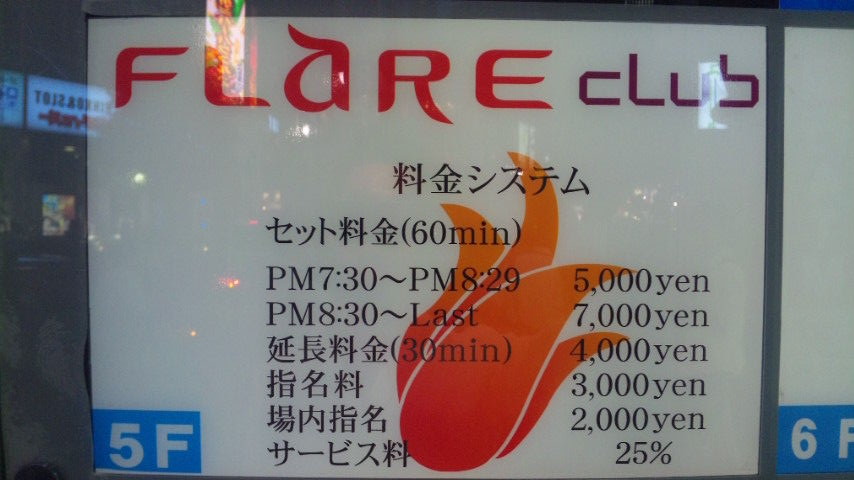 FLaRE cLub
料金システム
セット料金(60min)
PM7:30～PM8:29 5,000yen
PM8:30～Last 7,000yen
延長料金(30min) 4,000yen
指名料 3,000yen
場内指名 2,000yen
サービス料 25%
5F
6F
&SLOT